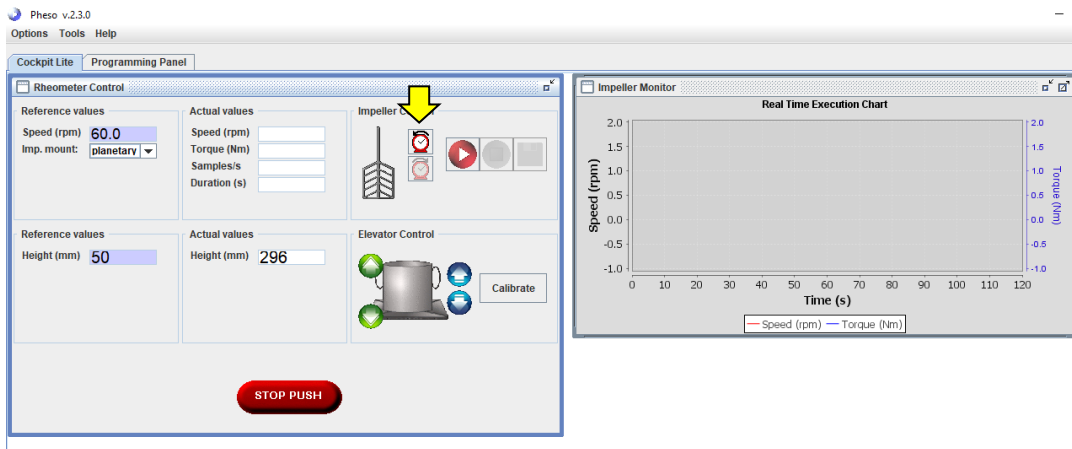 Pheso v.2.3.0
Options Tools Help
Cockpit Lite Programming Panel
Rheometer Control
Reference values
Speed (rpm) 60.0
Imp. mount: planetary
Actual values
Speed (rpm)
Torque (Nm)
Samples/s
Duration (s)
Impeller
Reference values
Height (mm) 50
Actual values
Height (mm) 296
Elevator Control
Calibrate
STOP PUSH
Impeller Monitor
Real Time Execution Chart
Speed (rpm)
2.0
1.5
1.0
0.5
0.0
-0.5
-1.0
Torque (Nm)
2.0
1.5
1.0
0.5
0.0
-0.5
-1.0
0 10 20 30 40 50 60 70 80 90 100 110 120
Time (s)
Speed (rpm) Torque (Nm)